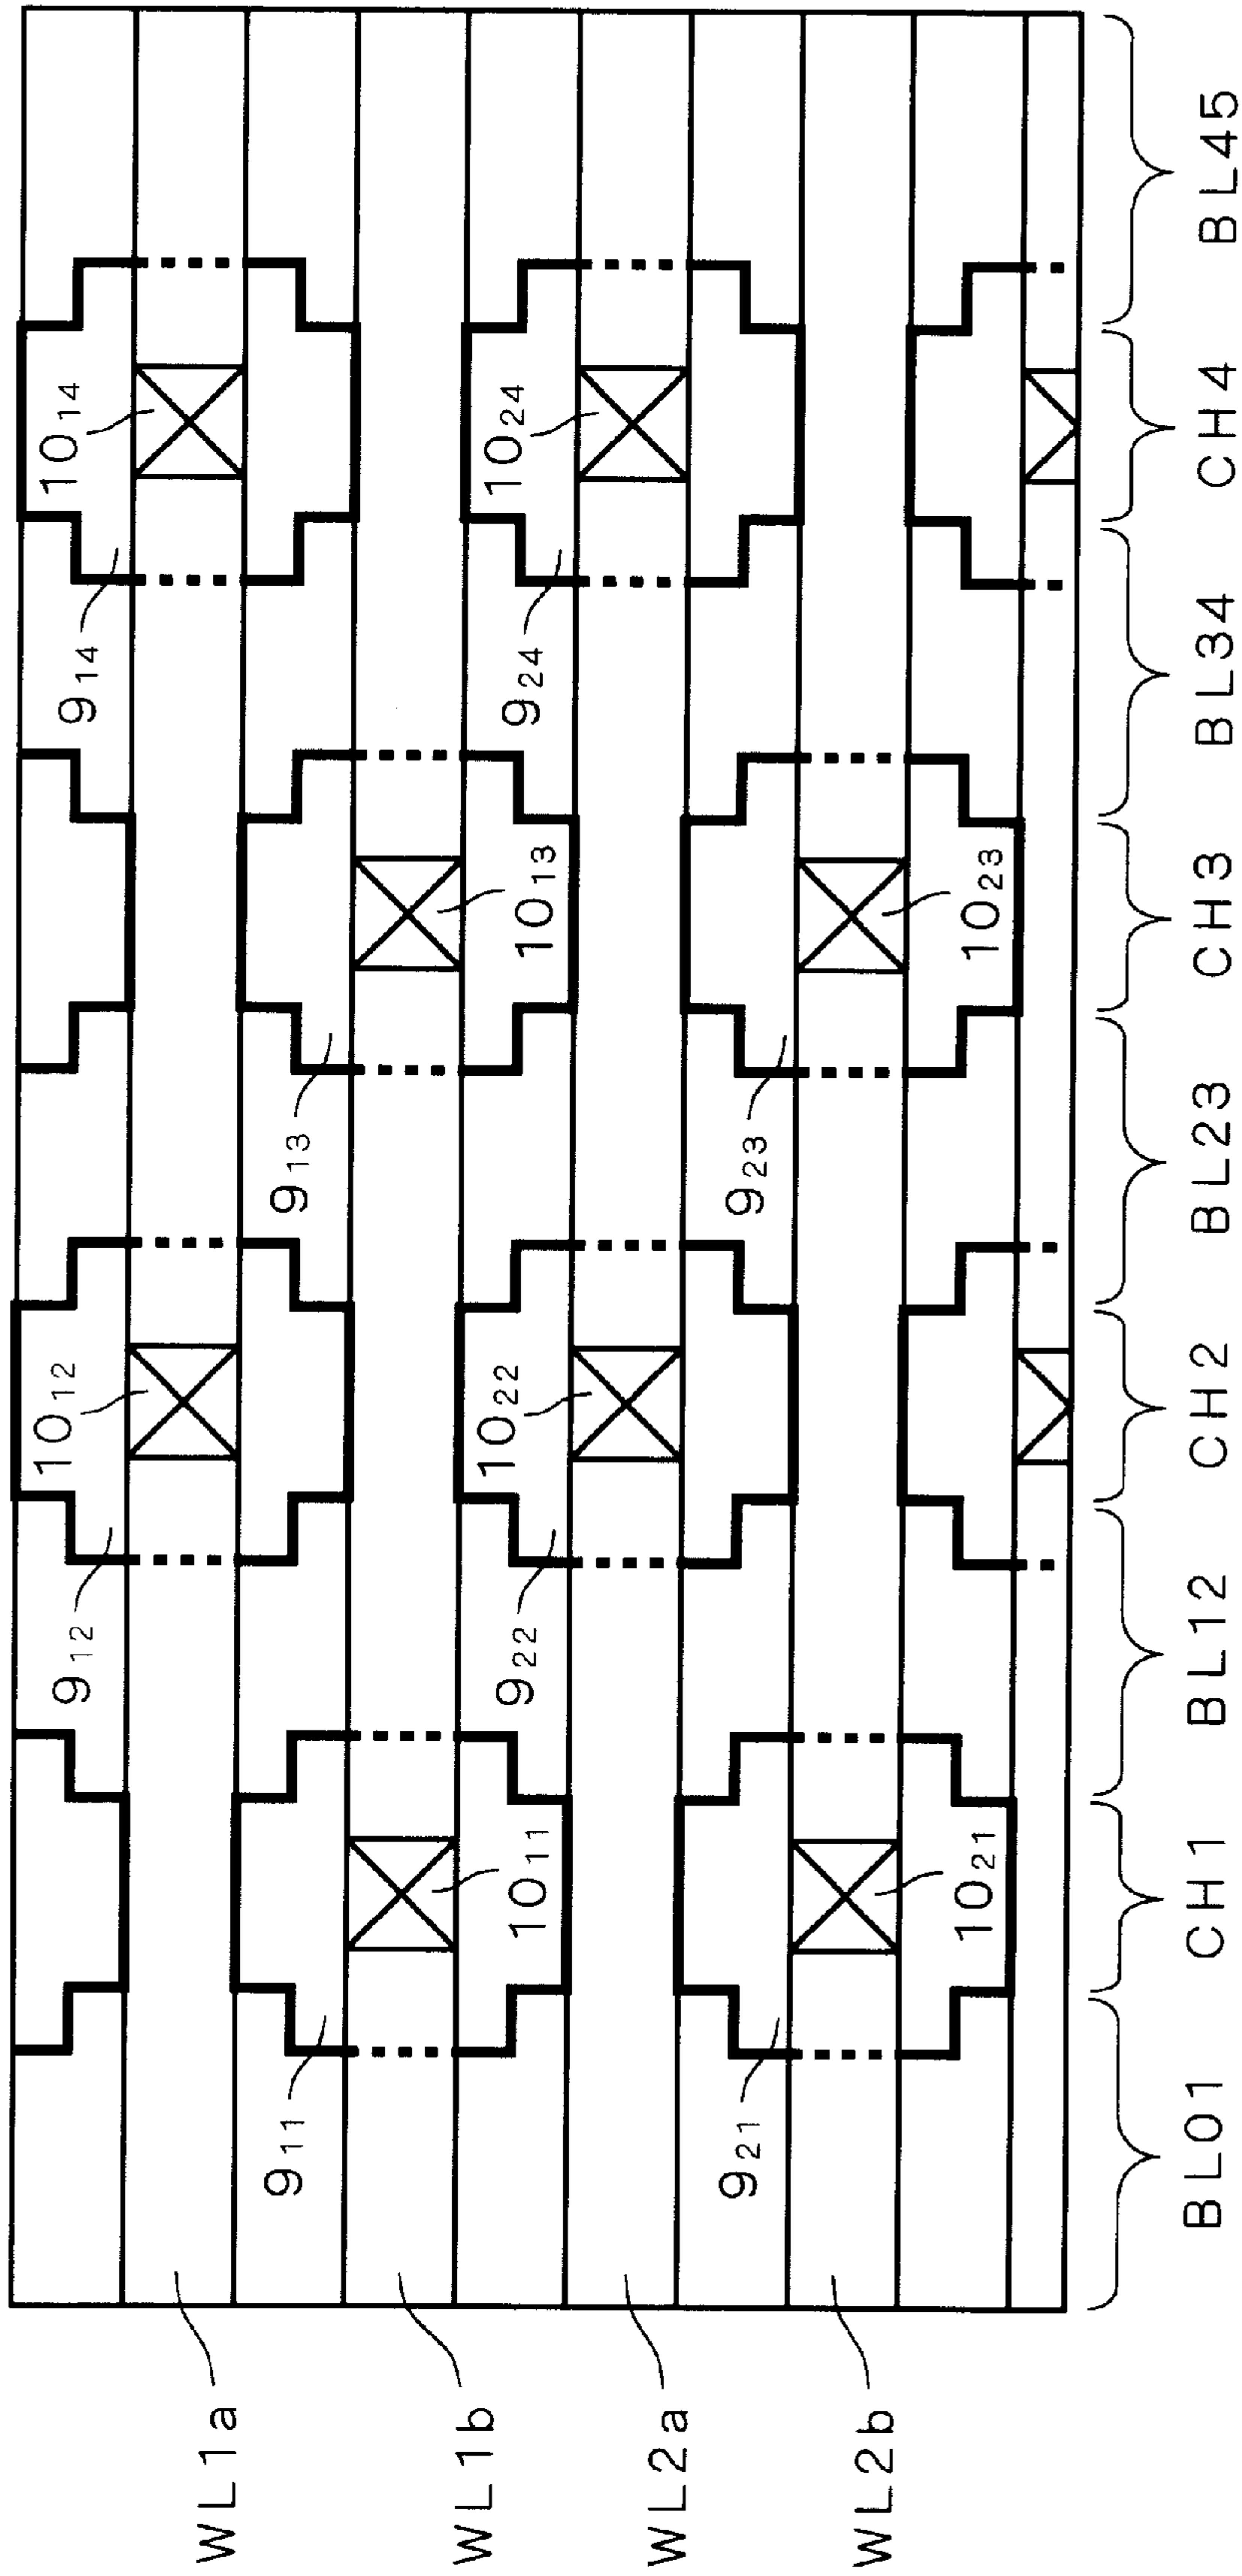 WL1a
WL1b
WL2a
WL2b
9₁₂
10₁₂
9₁₄
10₁₄
9₁₁
10₁₁
9₁₃
10₁₃
9₂₂
10₂₂
9₂₄
10₂₄
9₂₁
10₂₁
9₂₃
10₂₃
BL01
CH1
BL12
CH2
BL23
CH3
BL34
CH4
BL45